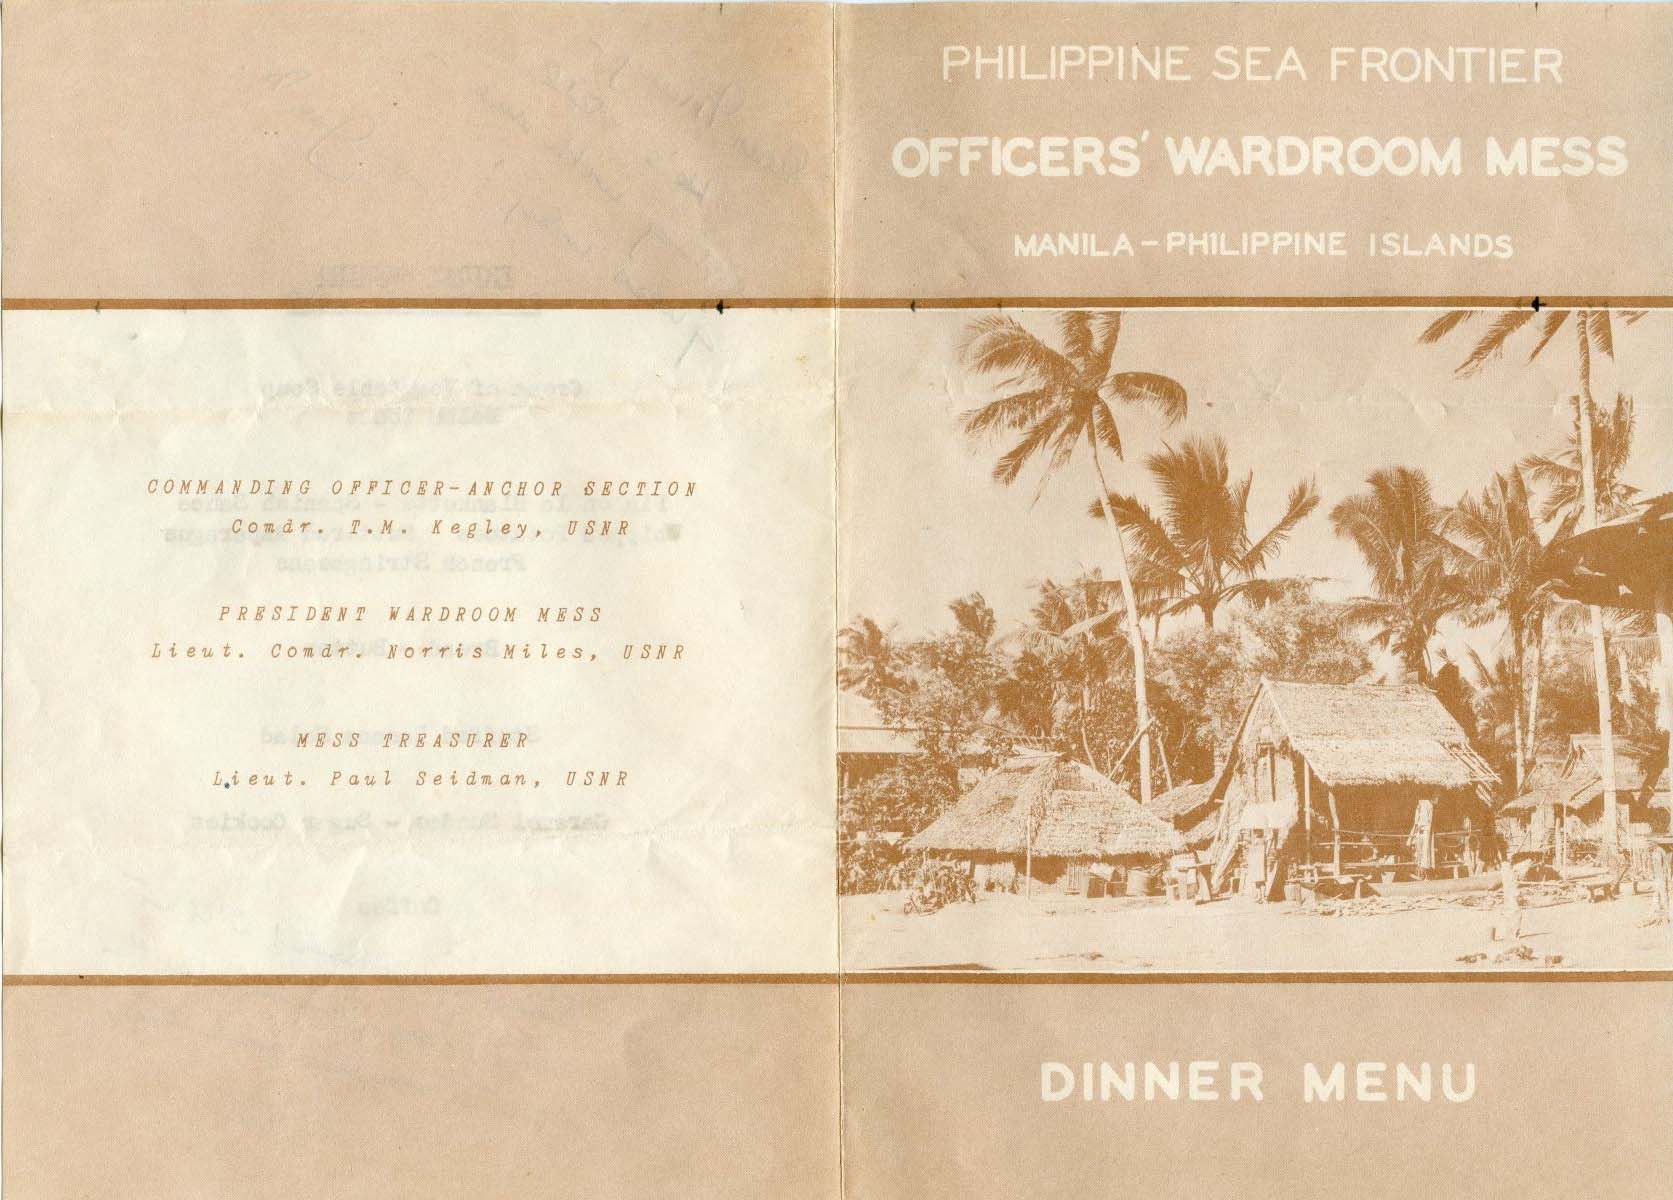 COMMANDING OFFICER-ANCHOR SECTION
Comdr. T.M. Kegley, USNR
PRESIDENT WARDROOM MESS
Lieut. Comdr. Norris Miles, USNR
MESS TREASURER
Lieut. Paul Seidman, USNR
PHILIPPINE SEA FRONTIER
OFFICERS' WARDROOM MESS
MANILA-PHILIPPINE ISLANDS
DINNER MENU